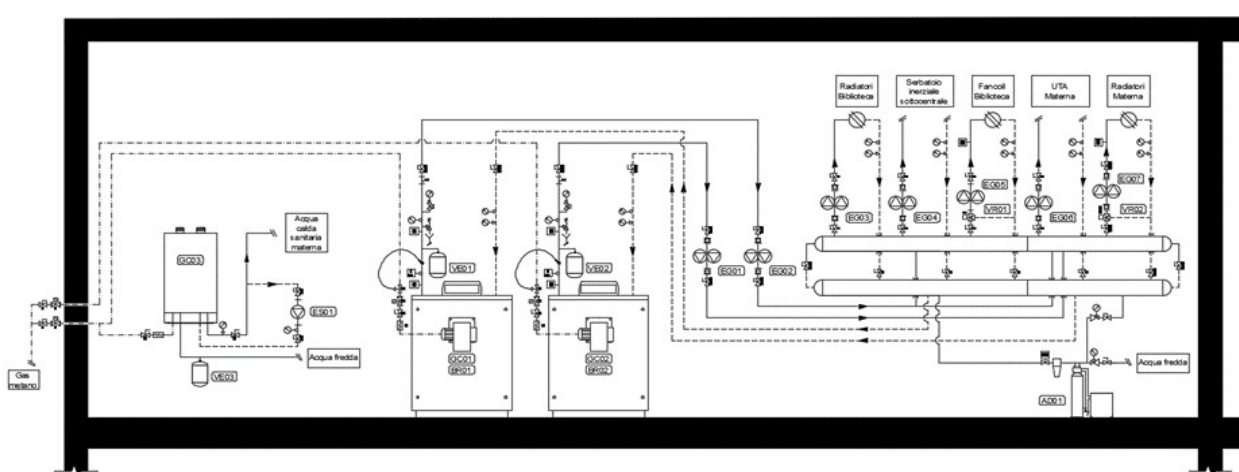 Radiatori
Biblioteca
Serbatoio
inerziale
sottocentrale
Fancoil
Biblioteca
UTA
Materna
Radiatori
Materna
EG03
EG04
EG05
VR01
EG06
EG07
VR02
Acqua
calda
sanitaria
materna
GC03
ES01
VE01
VE02
EG01
EG02
Acqua fredda
VE03
Gas
metano
GC01
BR01
GC02
BR02
Acqua fredda
AD01